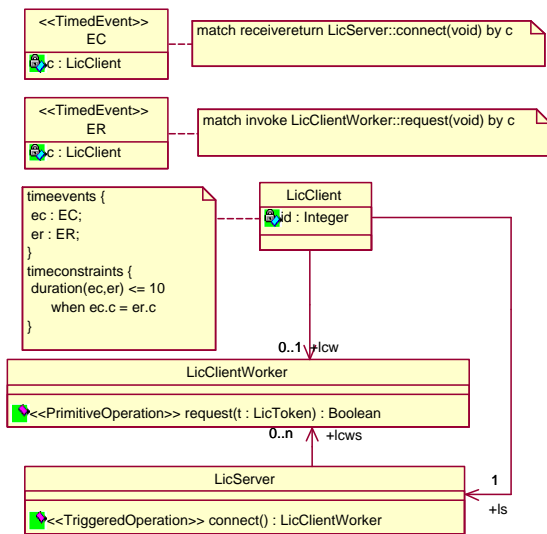 <<TimedEvent>>
EC
c : LicClient
match receivereturn LicServer::connect(void) by c
<<TimedEvent>>
ER
c : LicClient
match invoke LicClientWorker::request(void) by c
timeevents {
ec : EC;
er : ER;
}
timeconstraints {
duration(ec,er) <= 10
when ec.c = er.c
}
LicClient
id : Integer
0..1 +lcw
LicClientWorker
<<PrimitiveOperation>> request(t : LicToken) : Boolean
0..n +lcws
LicServer
<<TriggeredOperation>> connect() : LicClientWorker
1
+ls